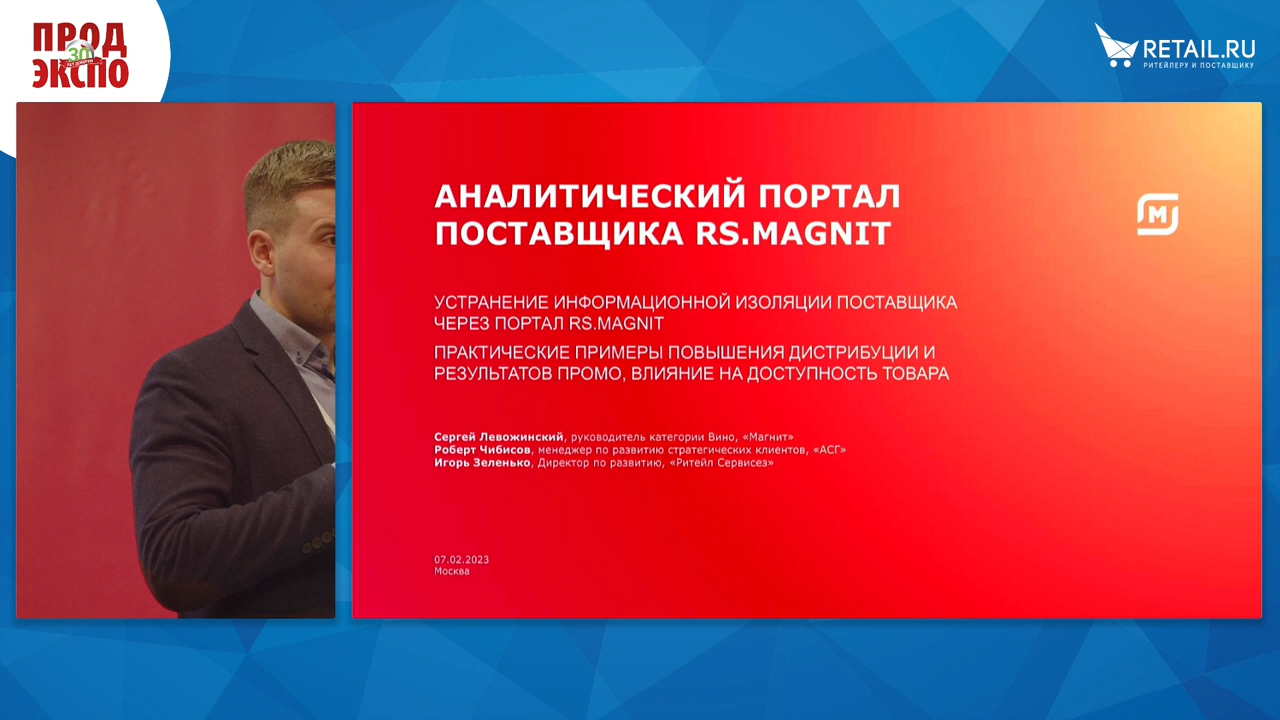 ПРОД
ЭКСПО
30
ЛЕТ ДОВЕРИЯ
RETAIL.RU
РИТЕЙЛЕРУ И ПОСТАВЩИКУ
АНАЛИТИЧЕСКИЙ ПОРТАЛ
ПОСТАВЩИКА RS.MAGNIT
М
УСТРАНЕНИЕ ИНФОРМАЦИОННОЙ ИЗОЛЯЦИИ ПОСТАВЩИКА
ЧЕРЕЗ ПОРТАЛ RS.MAGNIT
ПРАКТИЧЕСКИЕ ПРИМЕРЫ ПОВЫШЕНИЯ ДИСТРИБУЦИИ И
РЕЗУЛЬТАТОВ ПРОМО, ВЛИЯНИЕ НА ДОСТУПНОСТЬ ТОВАРА
Сергей Левожинский, руководитель категории Вино, «Магнит»
Роберт Чибисов, менеджер по развитию стратегических клиентов, «АСГ»
Игорь Зеленько, Директор по развитию, «Ритейл Сервисез»
07.02.2023
Москва